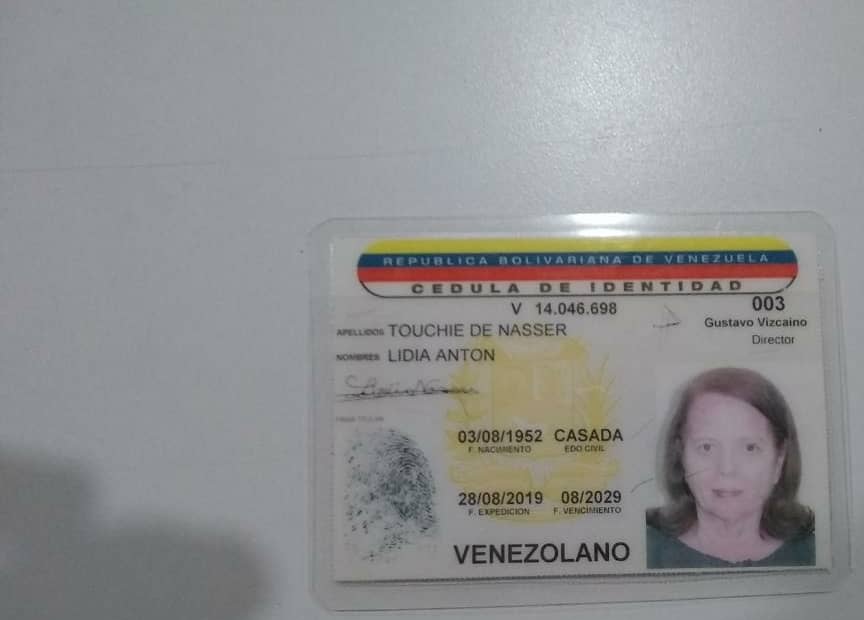 REPUBLICA BOLIVARIANA DE VENEZUELA
CEDULA DE IDENTIDAD
V 14.046.698
003
Gustavo Vizcaino
Director
APELLIDOS TOUCHIE DE NASSER
NOMBRES LIDIA ANTON
FIRMA TITULAR
03/08/1952 CASADA
F. NACIMIENTO EDO CIVIL
28/08/2019 08/2029
F. EXPEDICION F. VENCIMIENTO
VENEZOLANO